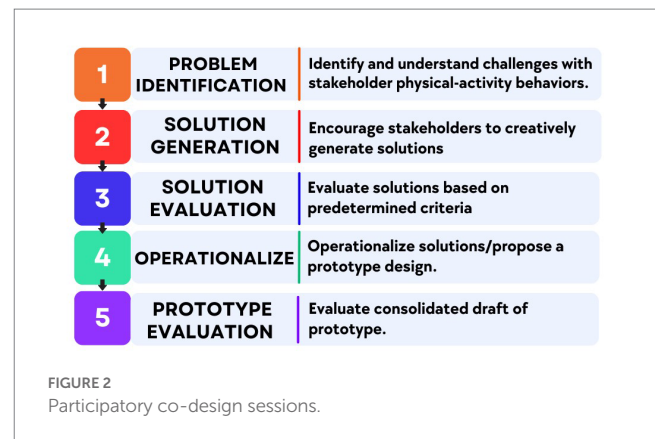 1
PROBLEM
IDENTIFICATION
Identify and understand challenges with
stakeholder physical-activity behaviors.
2
SOLUTION
GENERATION
Encourage stakeholders to creatively
generate solutions
3
SOLUTION
EVALUATION
Evaluate solutions based on
predetermined criteria
4
OPERATIONALIZE
Operationalize solutions/propose a
prototype design.
5
PROTOTYPE
EVALUATION
Evaluate consolidated draft of
prototype.
FIGURE 2
Participatory co-design sessions.